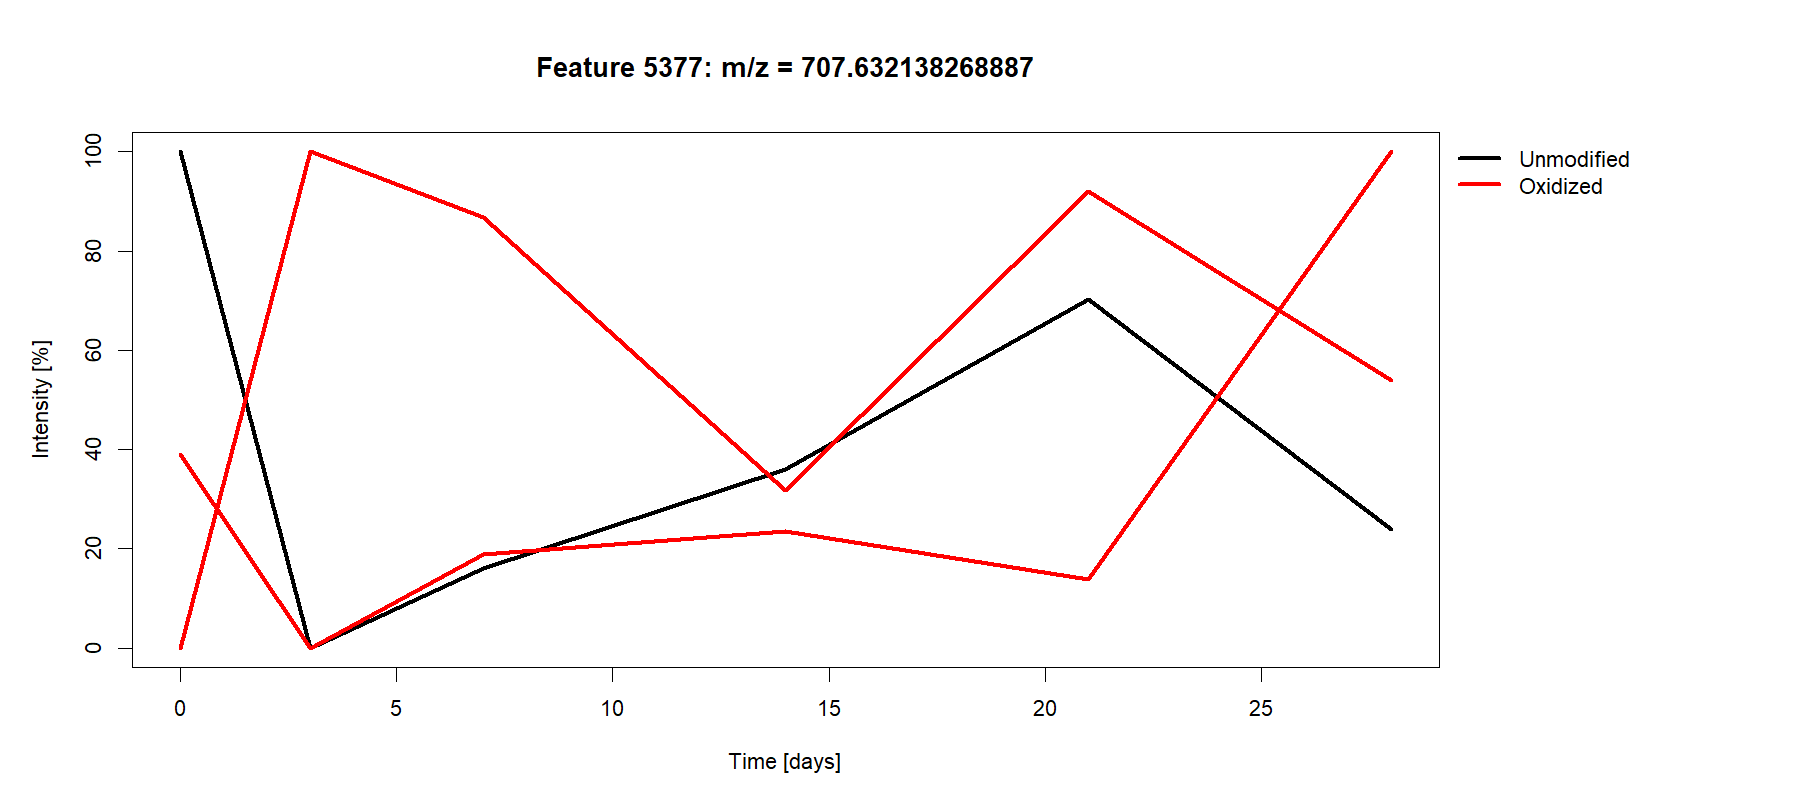 Feature 5377: m/z = 707.632138268887
Unmodified
Oxidized
100
80
60
40
20
0
Intensity [%]
0 5 10 15 20 25
Time [days]